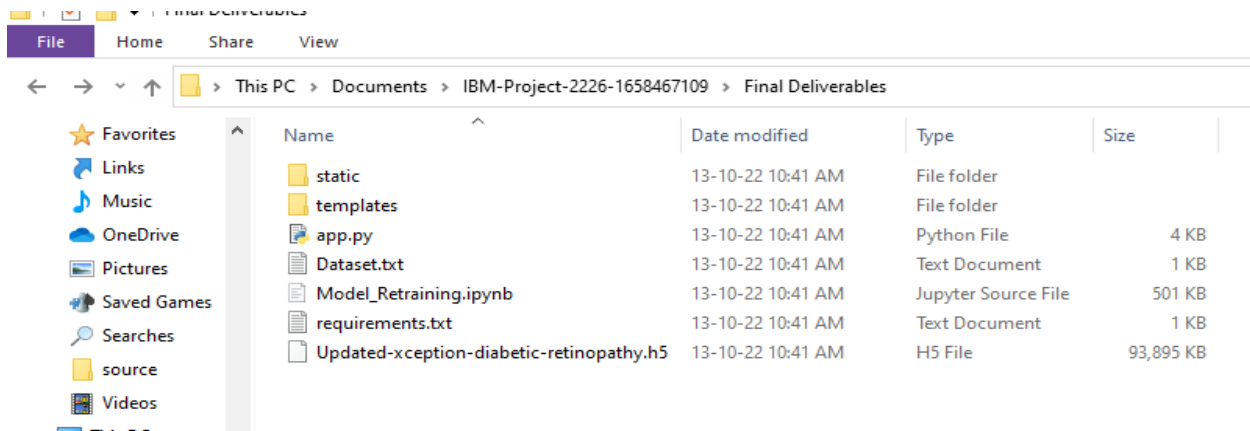 Final Deliverables
File Home Share View
This PC > Documents > IBM-Project-2226-1658467109 > Final Deliverables
Favorites
Links
Music
OneDrive
Pictures
Saved Games
Searches
source
Videos
This PC
Name Date modified Type Size
static 13-10-22 10:41 AM File folder
templates 13-10-22 10:41 AM File folder
app.py 13-10-22 10:41 AM Python File 4 KB
Dataset.txt 13-10-22 10:41 AM Text Document 1 KB
Model_Retraining.ipynb 13-10-22 10:41 AM Jupyter Source File 501 KB
requirements.txt 13-10-22 10:41 AM Text Document 1 KB
Updated-xception-diabetic-retinopathy.h5 13-10-22 10:41 AM H5 File 93,895 KB